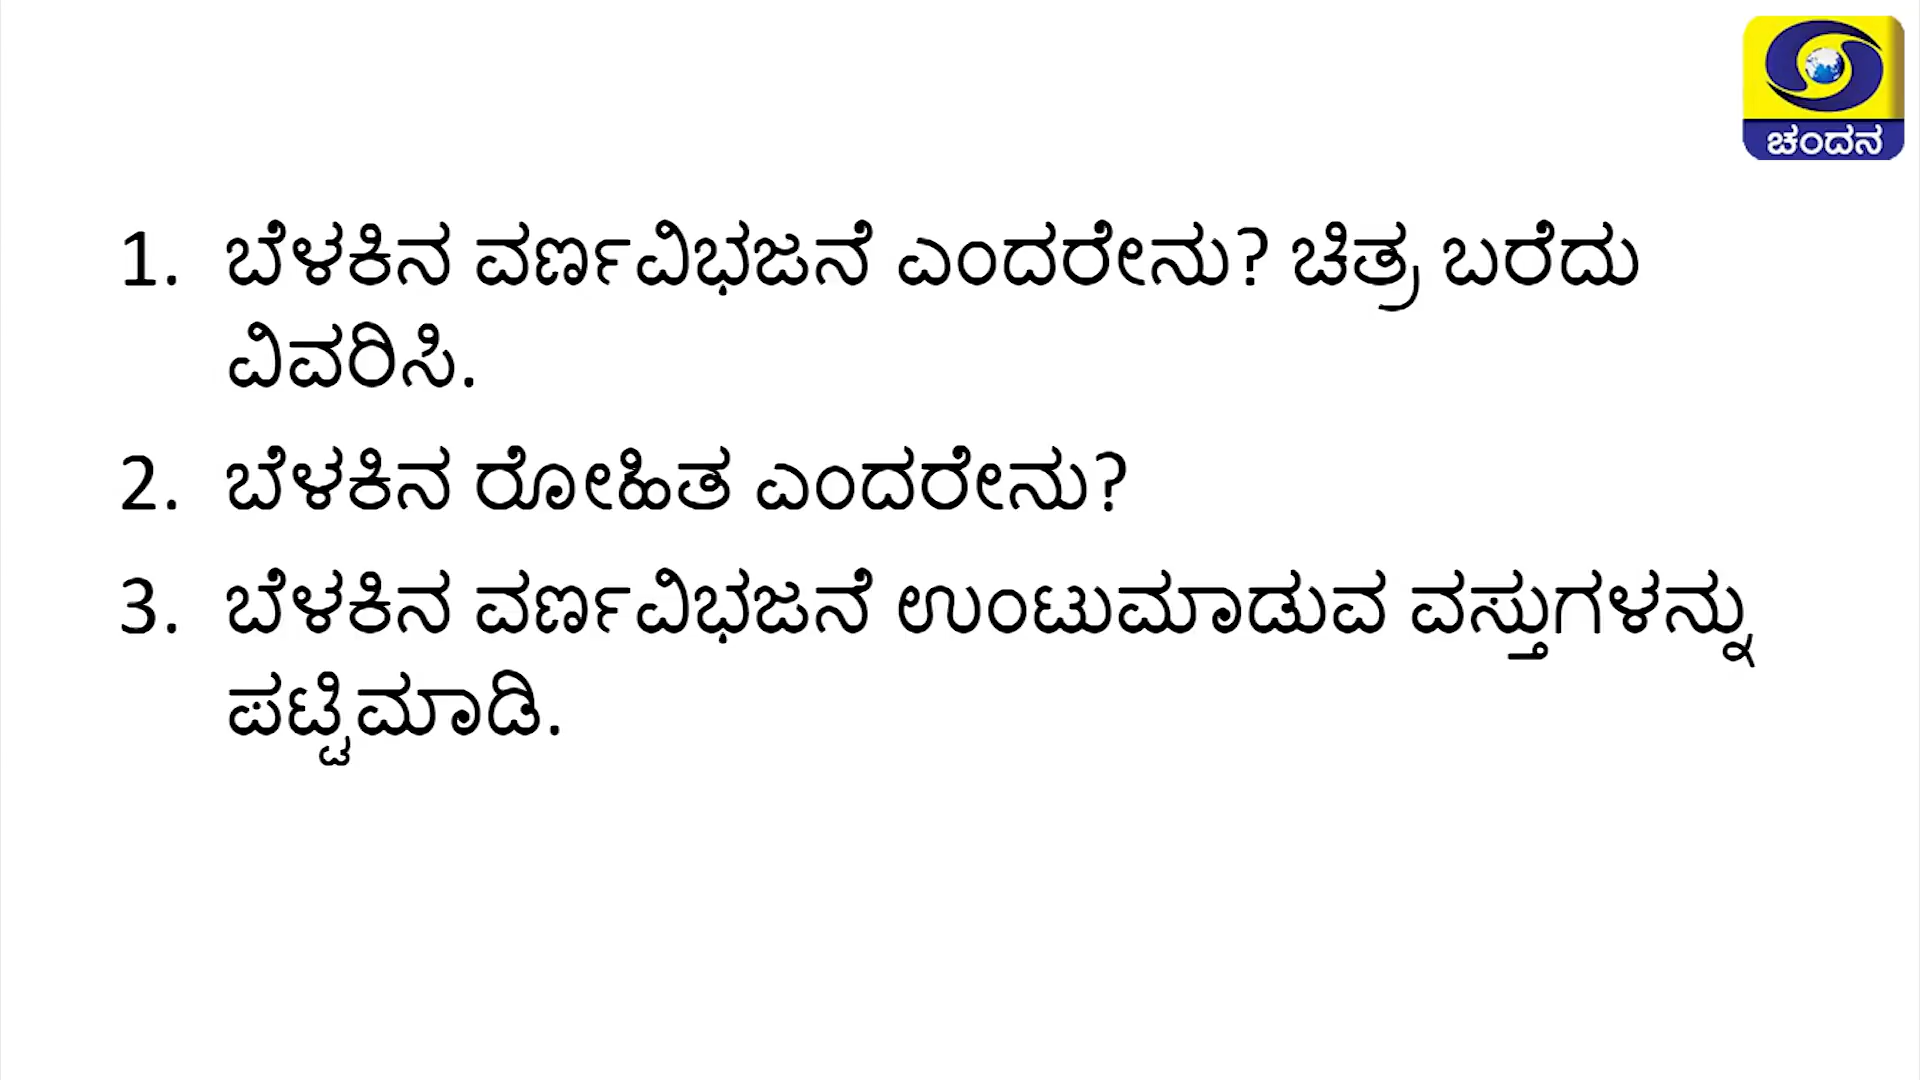 ಚಂದನ
1. ಬೆಳಕಿನ ವರ್ಣವಿಭಜನೆ ಎಂದರೇನು? ಚಿತ್ರ ಬರೆದು
ವಿವರಿಸಿ.
2. ಬೆಳಕಿನ ರೋಹಿತ ಎಂದರೇನು?
3. ಬೆಳಕಿನ ವರ್ಣವಿಭಜನೆ ಉಂಟುಮಾಡುವ ವಸ್ತುಗಳನ್ನು
ಪಟ್ಟಿಮಾಡಿ.